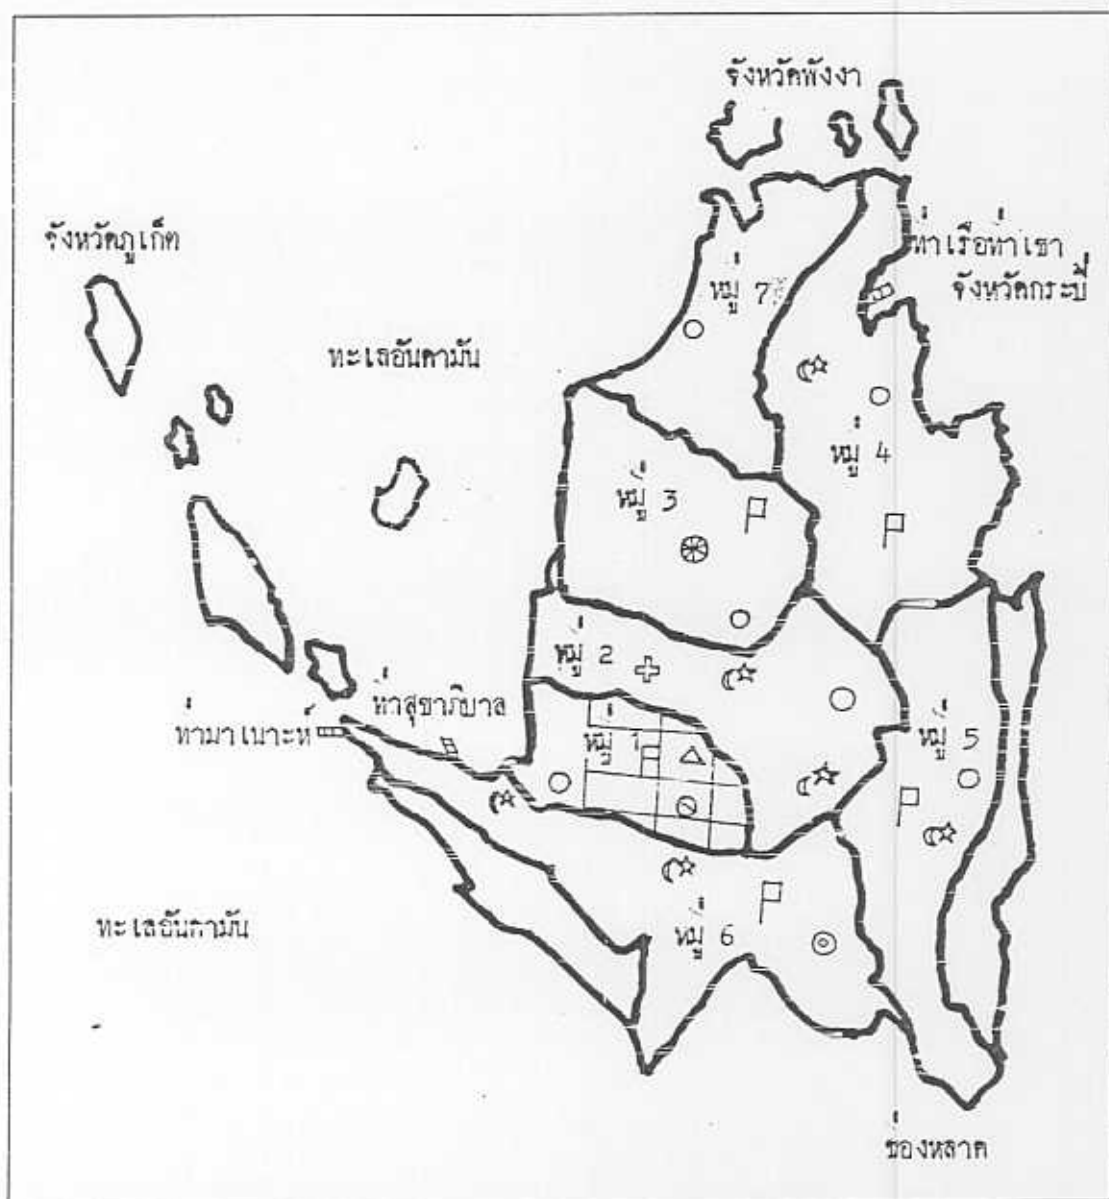 จังหวัดพังงา
จังหวัดภูเก็ต
ท่าเรือท่าเขา
จังหวัดกระบี่
หมู่ 7
ทะเลอันดามัน
หมู่ 4
หมู่ 3
หมู่ 2
ท่าสุขาภิบาล
ท่ามาเนาะห์
หมู่ 1
หมู่ 5
ทะเลอันดามัน
หมู่ 6
ช่องหลาด